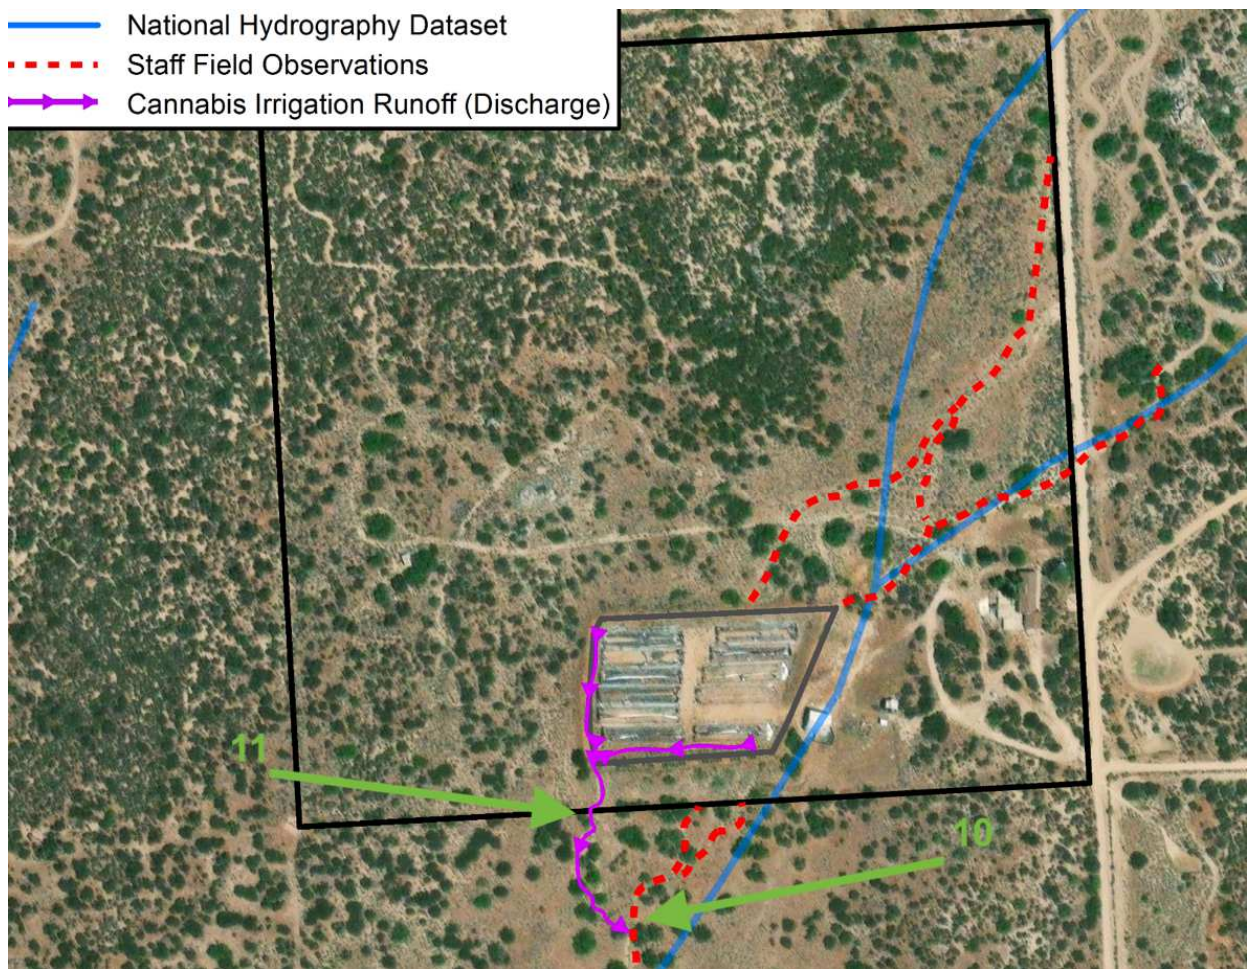 National Hydrography Dataset
Staff Field Observations
Cannabis Irrigation Runoff (Discharge)
11
10